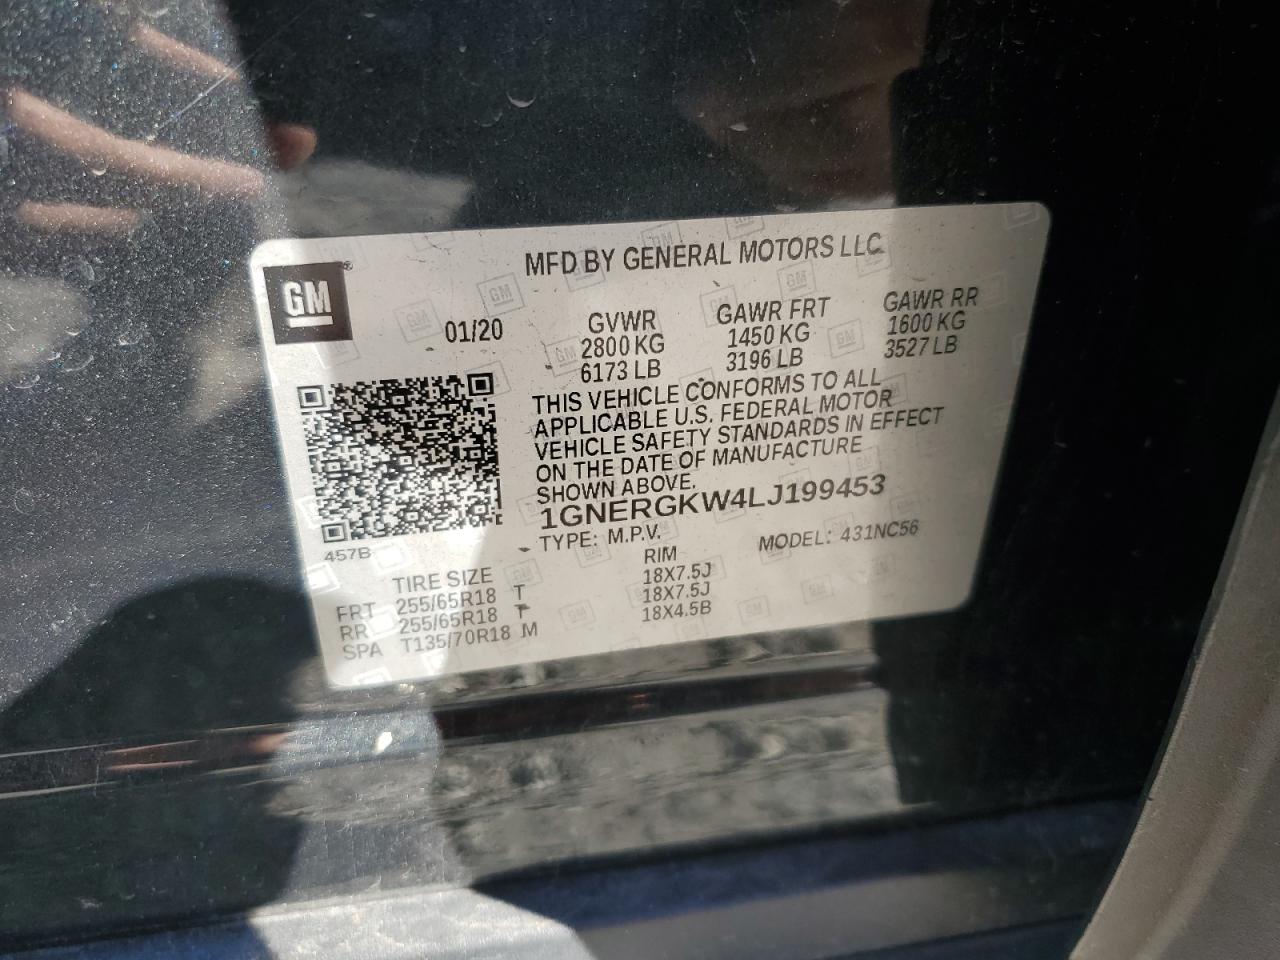 MFD BY GENERAL MOTORS LLC
GM®
01/20
GVWR GAWR FRT GAWR RR
2800 KG 1450 KG 1600 KG
6173 LB 3196 LB 3527 LB
THIS VEHICLE CONFORMS TO ALL
APPLICABLE U.S. FEDERAL MOTOR
VEHICLE SAFETY STANDARDS IN EFFECT
ON THE DATE OF MANUFACTURE
SHOWN ABOVE.
1GNERGKW4LJ199453
TYPE: M.P.V. MODEL: 431NC56
457B
TIRE SIZE RIM
FRT 255/65R18 T 18X7.5J
RR 255/65R18 T 18X7.5J
SPA T135/70R18 M 18X4.5B